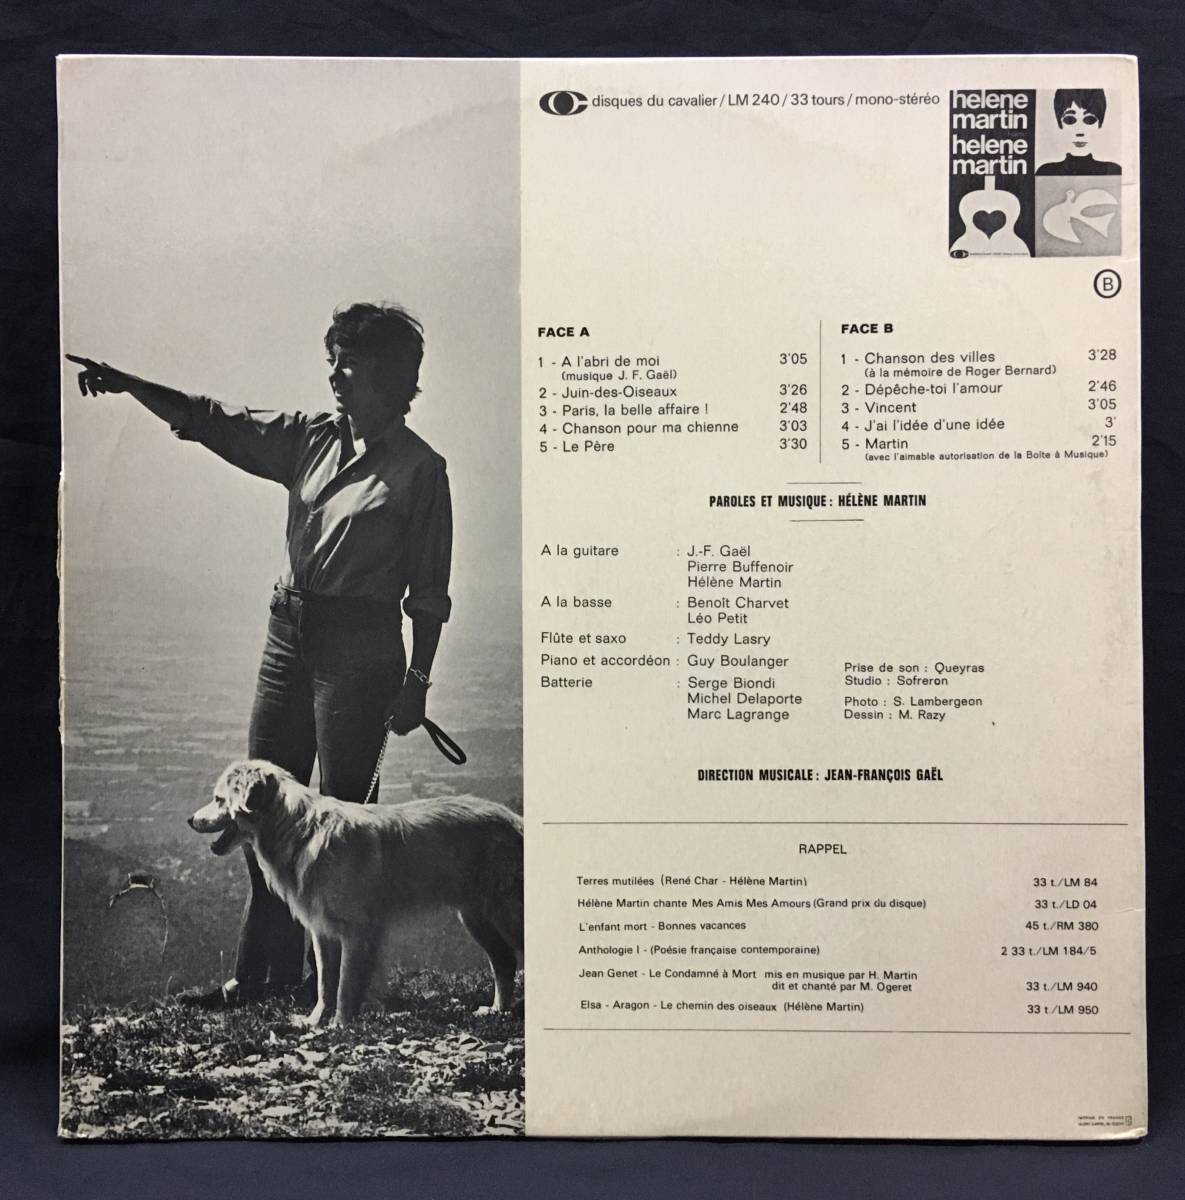 disques du cavalier / LM 240 / 33 tours / mono-stéréo
helene
martin
helene
martin
B
FACE A
1 - A l'abri de moi 3'05
(musique J. F. Gaël)
2 - Juin-des-Oiseaux 3'26
3 - Paris, la belle affaire ! 2'48
4 - Chanson pour ma chienne 3'03
5 - Le Père 3'30
FACE B
1 - Chanson des villes 3'28
(à la mémoire de Roger Bernard)
2 - Dépêche-toi l'amour 2'46
3 - Vincent 3'05
4 - J'ai l'idée d'une idée 3'
5 - Martin 2'15
(avec l'aimable autorisation de la Boîte à Musique)
PAROLES ET MUSIQUE : HÉLÈNE MARTIN
A la guitare : J.-F. Gaël
Pierre Buffenoir
Hélène Martin
A la basse : Benoît Charvet
Léo Petit
Flûte et saxo : Teddy Lasry
Piano et accordéon : Guy Boulanger
Batterie : Serge Biondi
Michel Delaporte
Marc Lagrange
Prise de son : Queyras
Studio : Sofreron
Photo : S. Lambergeon
Dessin : M. Razy
DIRECTION MUSICALE : JEAN-FRANÇOIS GAËL
RAPPEL
Terres mutilées (René Char - Hélène Martin) 33 t./LM 84
Hélène Martin chante Mes Amis Mes Amours (Grand prix du disque) 33 t./LD 04
L'enfant mort - Bonnes vacances 45 t./RM 380
Anthologie I - (Poésie française contemporaine) 2 33 t./LM 184/5
Jean Genet - Le Condamné à Mort mis en musique par H. Martin
dit et chanté par M. Ogeret 33 t./LM 940
Elsa - Aragon - Le chemin des oiseaux (Hélène Martin) 33 t./LM 950
IMPRIMÉ EN FRANCE